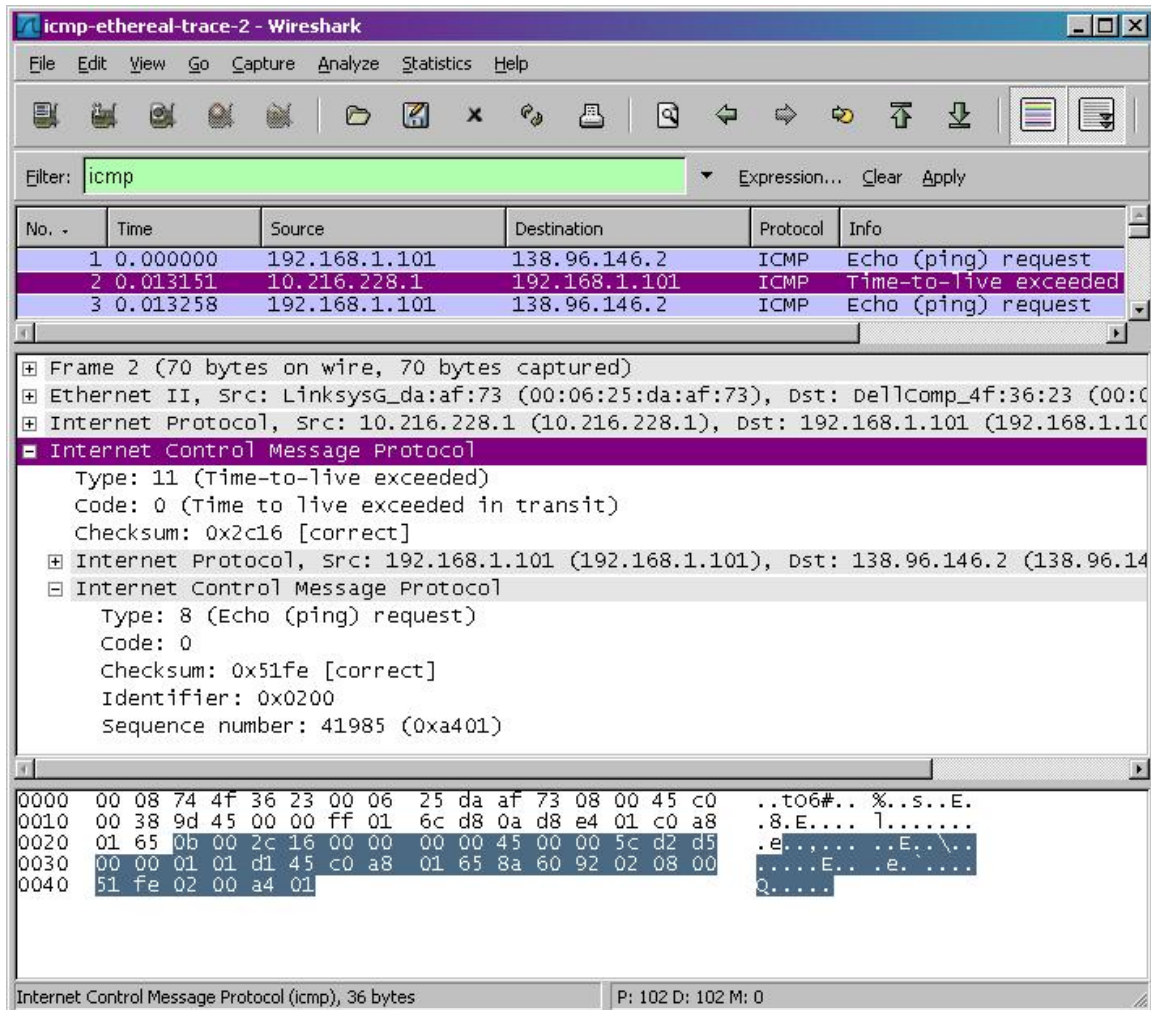 icmp-ethereal-trace-2 - Wireshark
File Edit View Go Capture Analyze Statistics Help
Filter: icmp Expression... Clear Apply
No. Time Source Destination Protocol Info
1 0.000000 192.168.1.101 138.96.146.2 ICMP Echo (ping) request
2 0.013151 10.216.228.1 192.168.1.101 ICMP Time-to-live exceeded
3 0.013258 192.168.1.101 138.96.146.2 ICMP Echo (ping) request
Frame 2 (70 bytes on wire, 70 bytes captured)
Ethernet II, Src: LinksysG_da:af:73 (00:06:25:da:af:73), Dst: DellComp_4f:36:23 (00:0
Internet Protocol, Src: 10.216.228.1 (10.216.228.1), Dst: 192.168.1.101 (192.168.1.10
Internet Control Message Protocol
Type: 11 (Time-to-live exceeded)
Code: 0 (Time to live exceeded in transit)
Checksum: 0x2c16 [correct]
Internet Protocol, Src: 192.168.1.101 (192.168.1.101), Dst: 138.96.146.2 (138.96.14
Internet Control Message Protocol
Type: 8 (Echo (ping) request)
Code: 0
Checksum: 0x51fe [correct]
Identifier: 0x0200
Sequence number: 41985 (0xa401)
0000 00 08 74 4f 36 23 00 06 25 da af 73 08 00 45 c0 ..tO6#.. %..s..E.
0010 00 38 9d 45 00 00 ff 01 6c d8 0a d8 e4 01 c0 a8 .8.E.... l.......
0020 01 65 0b 00 2c 16 00 00 00 00 45 00 00 5c d2 d5 .e..,... ..E..\..
0030 00 00 01 01 d1 45 c0 a8 01 65 8a 60 92 02 08 00 .....E.. .e.`....
0040 51 fe 02 00 a4 01 Q.....
Internet Control Message Protocol (icmp), 36 bytes P: 102 D: 102 M: 0